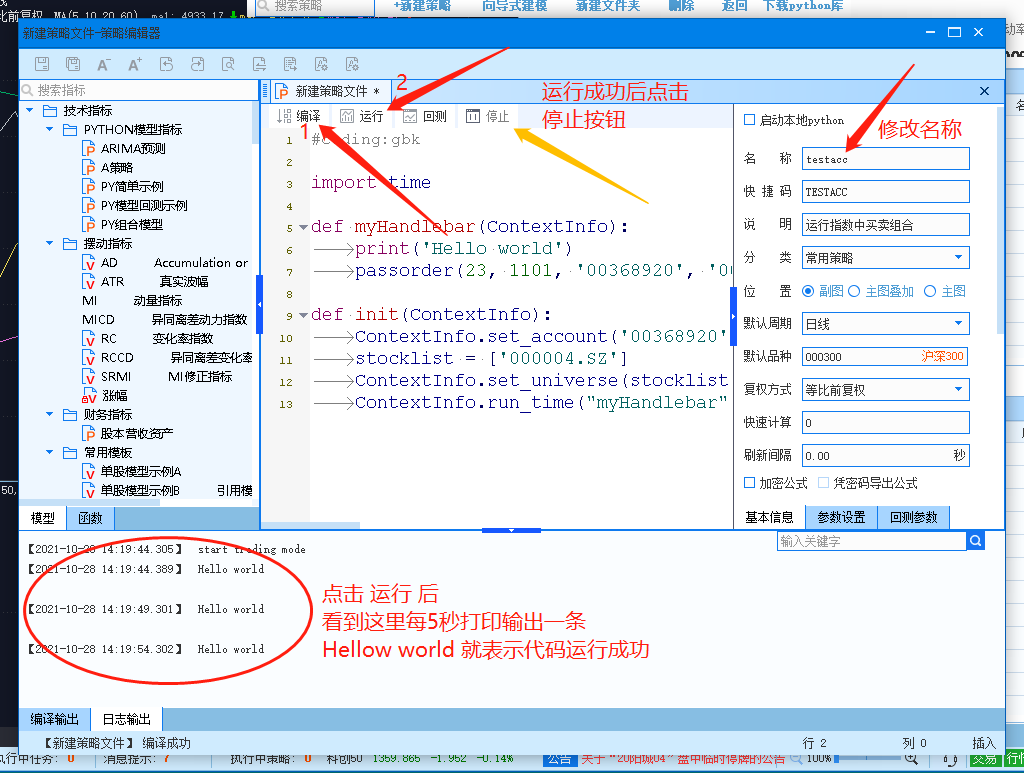 比前复权 MA(5,10,20,60) ma1: 4933.17
搜索策略 +新建策略 向导式建模 新建文件夹 删除 返回 下载python库
新建策略文件-策略编辑器
搜索指标
新建策略文件 *
编译 运行 回测 停止
1
2
运行成功后点击
停止按钮
修改名称
技术指标
PYTHON模型指标
ARIMA预测
A策略
PY简单示例
PY模型回测示例
PY组合模型
摆动指标
AD Accumulation or
ATR 真实波幅
MI 动量指标
MICD 异同离差动力指数
RC 变化率指数
RCCD 异同离差变化率
SRMI MI修正指标
涨幅
财务指标
股本营收资产
常用模板
单股模型示例A
单股模型示例B 引用模
模型 函数
1 #coding:gbk
2
3 import time
4
5 def myHandlebar(ContextInfo):
6 print('Hello world')
7 passorder(23, 1101, '00368920', '00
8
9 def init(ContextInfo):
10 ContextInfo.set_account('00368920'
11 stocklist = ['000004.SZ']
12 ContextInfo.set_universe(stocklist
13 ContextInfo.run_time("myHandlebar"
启动本地python
名 称 testacc
快捷码 TESTACC
说 明 运行指数中买卖组合
分 类 常用策略
位 置 副图 主图叠加 主图
默认周期 日线
默认品种 000300 沪深300
复权方式 等比前复权
快速计算 0
刷新间隔 0.00 秒
加密公式 凭密码导出公式
基本信息 参数设置 回测参数
输入关键字
【2021-10-28 14:19:44.305】 start trading mode
【2021-10-28 14:19:44.389】 Hello world
【2021-10-28 14:19:49.301】 Hello world
【2021-10-28 14:19:54.302】 Hello world
点击 运行 后
看到这里每5秒打印输出一条
Hellow world 就表示代码运行成功
编译输出 日志输出
【新建策略文件】 编译成功
行 2 列 0 插入
执行中任务: 0 消息提示: 7 执行中策略: 0 科创50 1359.865 -1.952 -0.14% 公告 关于“20阳城04”盘中临时停牌的公告 100% 交易 行情